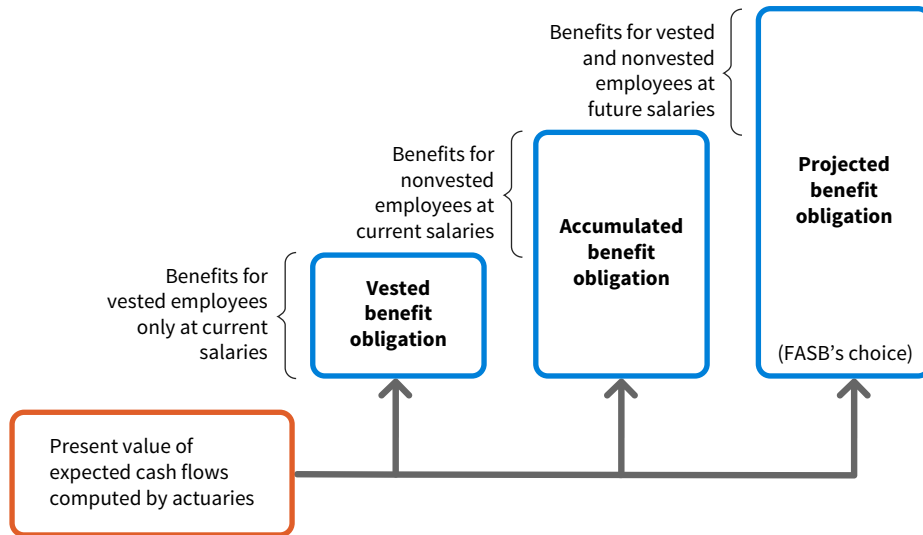 Benefits for vested
and nonvested
employees at
future salaries
Benefits for
nonvested
employees at
current salaries
Projected
benefit
obligation
Accumulated
benefit
obligation
Benefits for
vested employees
only at current
salaries
Vested
benefit
obligation
(FASB’s choice)
Present value of
expected cash flows
computed by actuaries